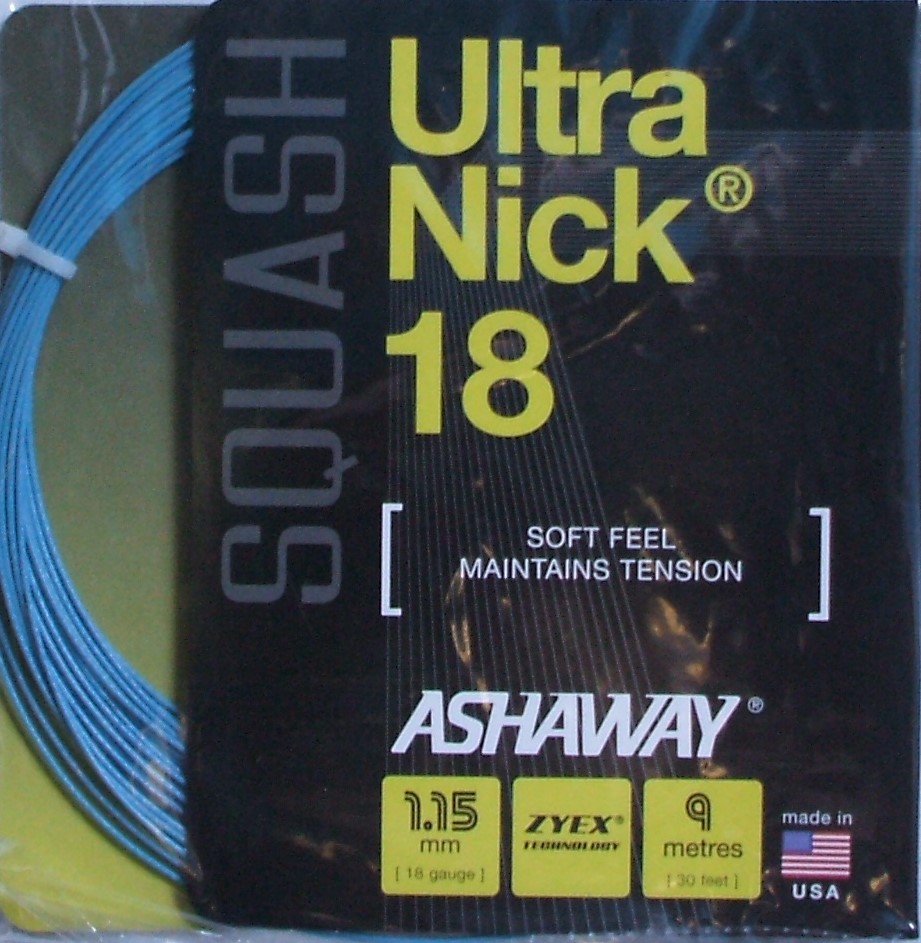 SQUASH
Ultra
Nick®
18
[ SOFT FEEL
MAINTAINS TENSION ]
ASHAWAY®
1.15
mm
[ 18 gauge ]
ZYEX®
TECHNOLOGY
9
metres
[ 30 feet ]
made in
USA